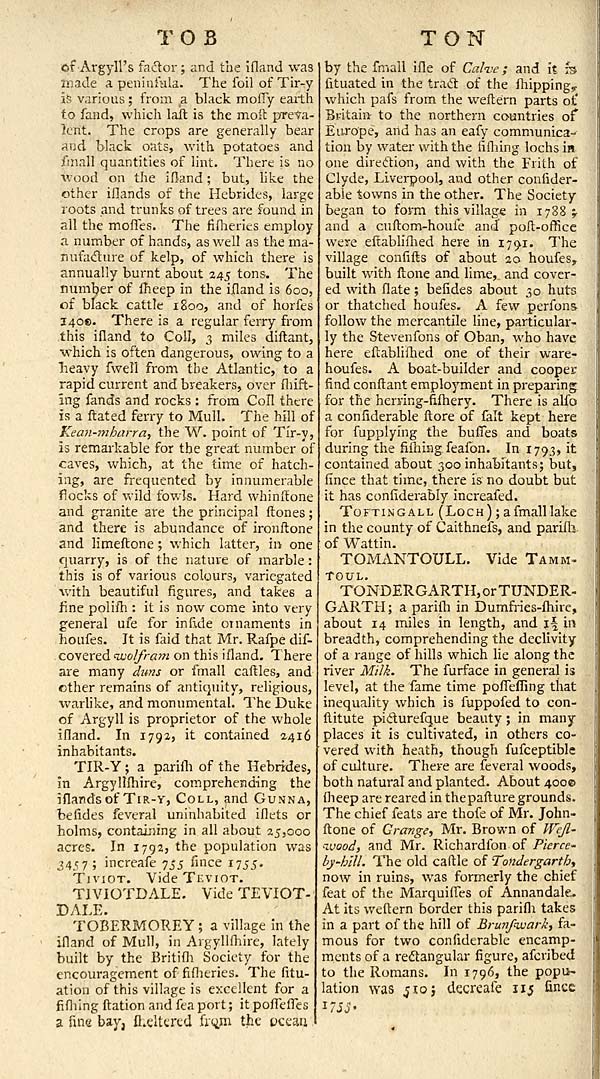 TOB
of Argyll's factor; and the iſland was
made a peninſula. The ſoil of Tir-y
is various; from a black moſſy earth
to ſand, which laſt is the moſt preva-
lent. The crops are generally bear
and black oats, with potatoes and
ſmall quantities of lint. There is no
wood on the iſland; but, like the
other iſlands of the Hebrides, large
roots and trunks of trees are found in
all the moſſes. The fiſheries employ
a number of hands, as well as the ma-
nufacture of kelp, of which there is
annually burnt about 245 tons. The
number of ſheep in the iſland is 600,
of black cattle 1800, and of horſes
1400. There is a regular ferry from
this iſland to Coll, 3 miles diſtant,
which is often dangerous, owing to a
heavy ſwell from the Atlantic, to a
rapid current and breakers, over ſhift-
ing ſands and rocks: from Coll there
is a ſtated ferry to Mull. The hill of
Kean-mharra, the W. point of Tir-y,
is remarkable for the great number of
caves, which, at the time of hatch-
ing, are frequented by innumerable
flocks of wild fowls. Hard whinſtone
and granite are the principal ſtones;
and there is abundance of ironſtone
and limeſtone; which latter, in one
quarry, is of the nature of marble:
this is of various colours, variegated
with beautiful figures, and takes a
fine poliſh: it is now come into very
general uſe for inſide ornaments in
houſes. It is ſaid that Mr. Raſpe diſ-
covered wolfram on this iſland. There
are many duns or ſmall caſtles, and
other remains of antiquity, religious,
warlike, and monumental. The Duke
of Argyll is proprietor of the whole
iſland. In 1792, it contained 2416
inhabitants.
TIR-Y; a pariſh of the Hebrides,
in Argyllſhire, comprehending the
iſlands of TIR-Y, COLL, and GUNNA,
beſides ſeveral uninhabited iſlets or
holms, containing in all about 25,000
acres. In 1792, the population was
3457; increaſe 755 ſince 1755.
TIVIOT. Vide TEVIOT.
TIVIOTDALE. Vide TEVIOT-
DALE.
TOBERMOREY; a village in the
iſland of Mull, in Argyllſhire, lately
built by the Britiſh Society for the
encouragement of fiſheries. The ſitu-
ation of this village is excellent for a
fiſhing ſtation and ſea port; it poſſeſſes
a fine bay, ſheltered from the ocean
TON
by the ſmall iſle of Calve; and it is
ſituated in the tract of the ſhipping,
which paſs from the weſtern parts of
Britain to the northern countries of
Europe, and has an eaſy communica-
tion by water with the fiſhing lochs in
one direction, and with the Frith of
Clyde, Liverpool, and other conſider-
able towns in the other. The Society
began to form this village in 1788;
and a cuſtom-houſe and poſt-office
were eſtabliſhed here in 1791. The
village conſiſts of about 20 houſes,
built with ſtone and lime, and cover-
ed with ſlate; beſides about 30 huts
or thatched houſes. A few perſons
follow the mercantile line, particular-
ly the Stevenſons of Oban, who have
here eſtabliſhed one of their ware-
houſes. A boat-builder and cooper
find conſtant employment in preparing
for the herring-fiſhery. There is alſo
a conſiderable ſtore of ſalt kept here
for ſupplying the buſſes and boats
during the fiſhing ſeaſon. In 1793, it
contained about 300 inhabitants; but,
ſince that time, there is no doubt but
it has conſiderably increaſed.
TOFTINGALL (LOCH); a ſmall lake
in the county of Caithneſs, and pariſh
of Wattin.
TOMANTOULL. Vide TAMM-
TOUL.
TONDERGARTH, or TUNDER-
GARTH; a pariſh in Dumfries-ſhire,
about 14 miles in length, and 1½ in
breadth, comprehending the declivity
of a range of hills which lie along the
river Milk. The ſurface in general is
level, at the ſame time poſſeſſing that
inequality which is ſuppoſed to con-
ſtitute pictureſque beauty; in many
places it is cultivated, in others co-
vered with heath, though ſuſceptible
of culture. There are ſeveral woods,
both natural and planted. About 4000
ſheep are reared in the paſture grounds.
The chief ſeats are thoſe of Mr. John-
ſtone of Grange, Mr. Brown of Weſt-
wood, and Mr. Richardſon of Pierce-
by-hill. The old caſtle of Tondergarth,
now in ruins, was formerly the chief
ſeat of the Marquiſſes of Annandale.
At its weſtern border this pariſh takes
in a part of the hill of Brunſwark, fa-
mous for two conſiderable encamp-
ments of a rectangular figure, aſcribed
to the Romans. In 1796, the popu-
lation was 510; decreaſe 115 ſince
1755.